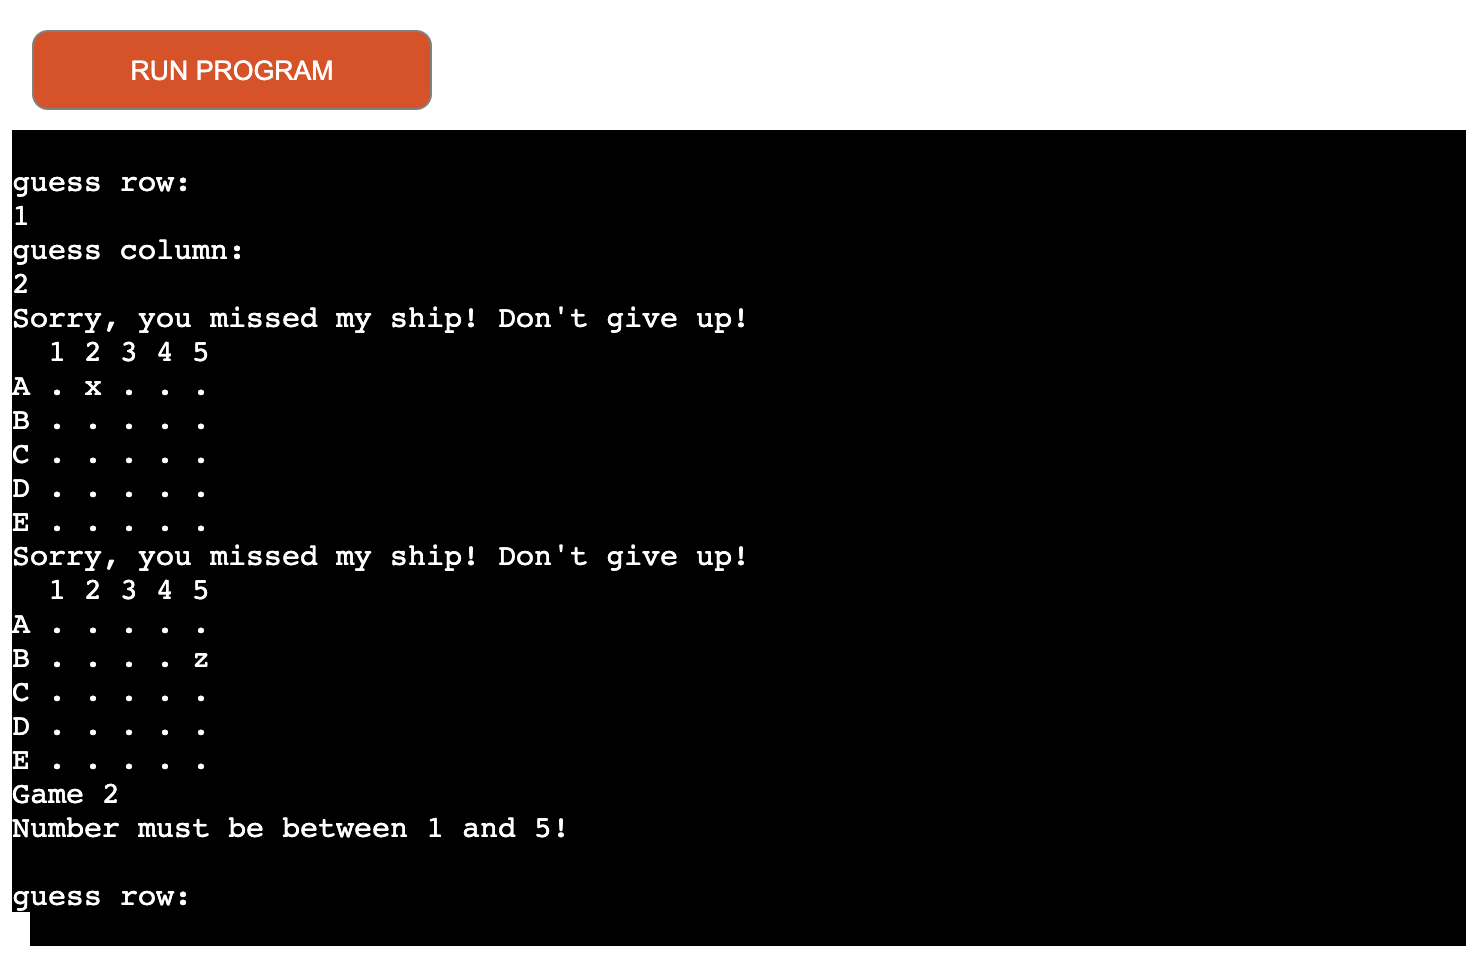 RUN PROGRAM
guess row:
1
guess column:
2
Sorry, you missed my ship! Don't give up!
  1 2 3 4 5
A . x . . .
B . . . . .
C . . . . .
D . . . . .
E . . . . .
Sorry, you missed my ship! Don't give up!
  1 2 3 4 5
A . . . . .
B . . . . z
C . . . . .
D . . . . .
E . . . . .
Game 2
Number must be between 1 and 5!
guess row: